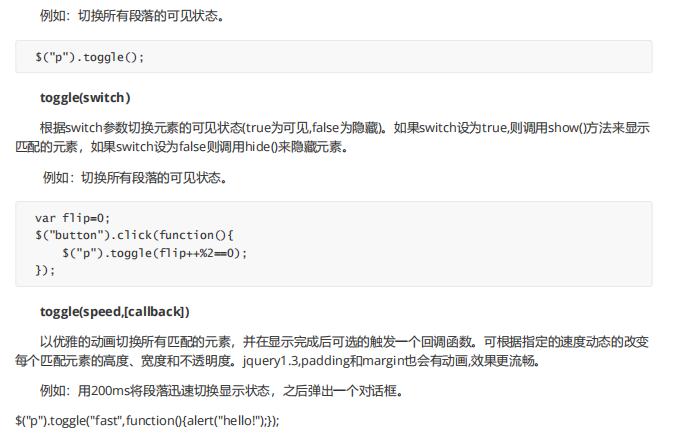 例如：切换所有段落的可见状态。
$("p").toggle();
toggle(switch)
根据switch参数切换元素的可见状态(true为可见,false为隐藏)。如果switch设为true,则调用show()方法来显示
匹配的元素，如果switch设为false则调用hide()来隐藏元素。
例如：切换所有段落的可见状态。
var flip=0;
$("button").click(function(){
    $("p").toggle(flip++%2==0);
});
toggle(speed,[callback])
以优雅的动画切换所有匹配的元素，并在显示完成后可选的触发一个回调函数。可根据指定的速度动态的改变
每个匹配元素的高度、宽度和不透明度。jquery1.3,padding和margin也会有动画,效果更流畅。
例如：用200ms将段落迅速切换显示状态，之后弹出一个对话框。
$("p").toggle("fast",function(){alert("hello!");});